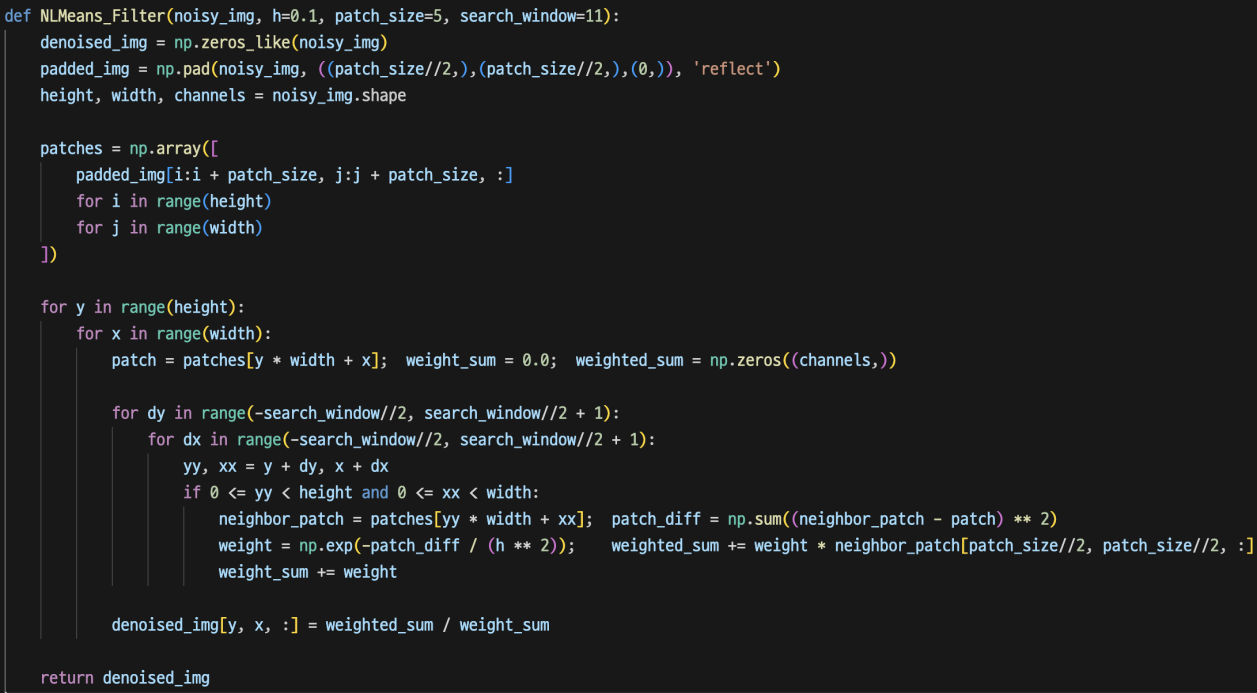 def NLMeans_Filter(noisy_img, h=0.1, patch_size=5, search_window=11):
    denoised_img = np.zeros_like(noisy_img)
    padded_img = np.pad(noisy_img, ((patch_size//2,),(patch_size//2,),(0,)), 'reflect')
    height, width, channels = noisy_img.shape

    patches = np.array([
        padded_img[i:i + patch_size, j:j + patch_size, :]
        for i in range(height)
        for j in range(width)
    ])

    for y in range(height):
        for x in range(width):
            patch = patches[y * width + x];  weight_sum = 0.0;  weighted_sum = np.zeros((channels,))

            for dy in range(-search_window//2, search_window//2 + 1):
                for dx in range(-search_window//2, search_window//2 + 1):
                    yy, xx = y + dy, x + dx
                    if 0 <= yy < height and 0 <= xx < width:
                        neighbor_patch = patches[yy * width + xx];  patch_diff = np.sum((neighbor_patch - patch) ** 2)
                        weight = np.exp(-patch_diff / (h ** 2));    weighted_sum += weight * neighbor_patch[patch_size//2, patch_size//2, :]
                        weight_sum += weight

            denoised_img[y, x, :] = weighted_sum / weight_sum

    return denoised_img